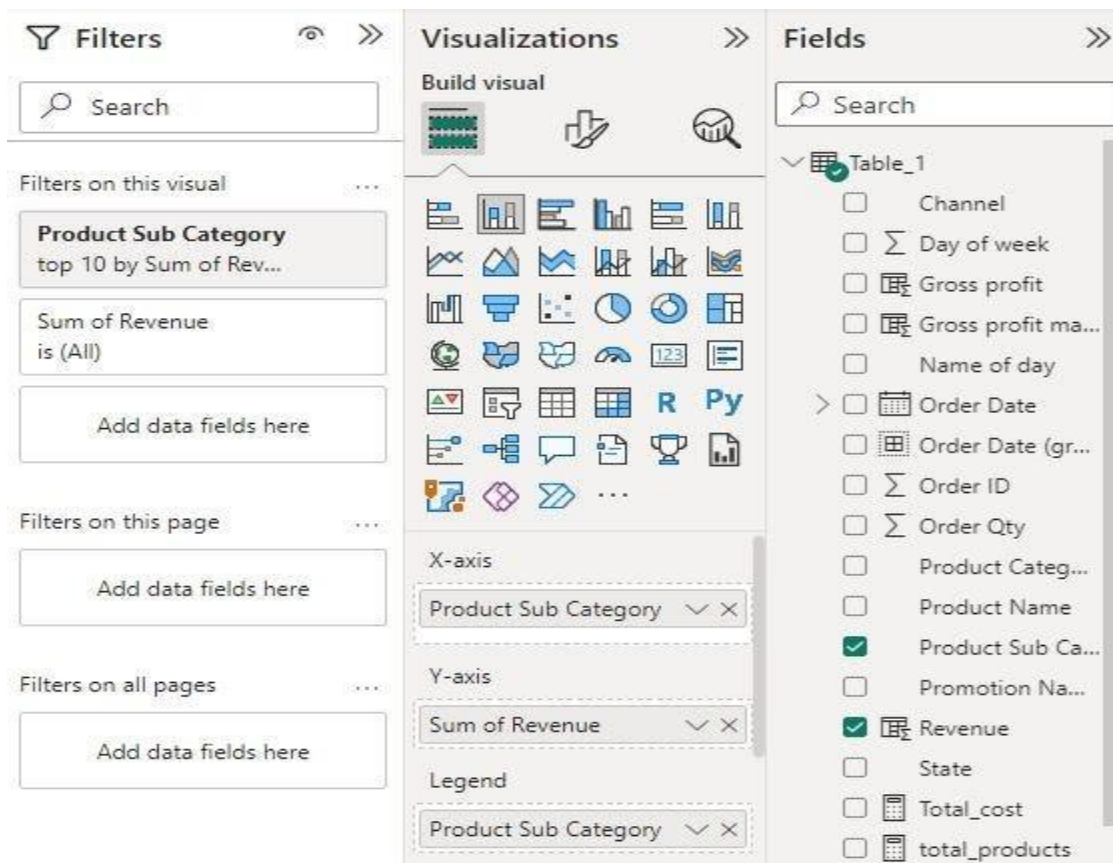 Filters
Search
Filters on this visual
...
Product Sub Category
top 10 by Sum of Rev...
Sum of Revenue
is (All)
Add data fields here
Filters on this page
...
Add data fields here
Filters on all pages
...
Add data fields here
Visualizations
Build visual
123
R
Py
...
X-axis
Product Sub Category
Y-axis
Sum of Revenue
Legend
Product Sub Category
Fields
Search
Table_1
Channel
Day of week
Gross profit
Gross profit ma...
Name of day
Order Date
Order Date (gr...
Order ID
Order Qty
Product Categ...
Product Name
Product Sub Ca...
Promotion Na...
Revenue
State
Total_cost
total_products